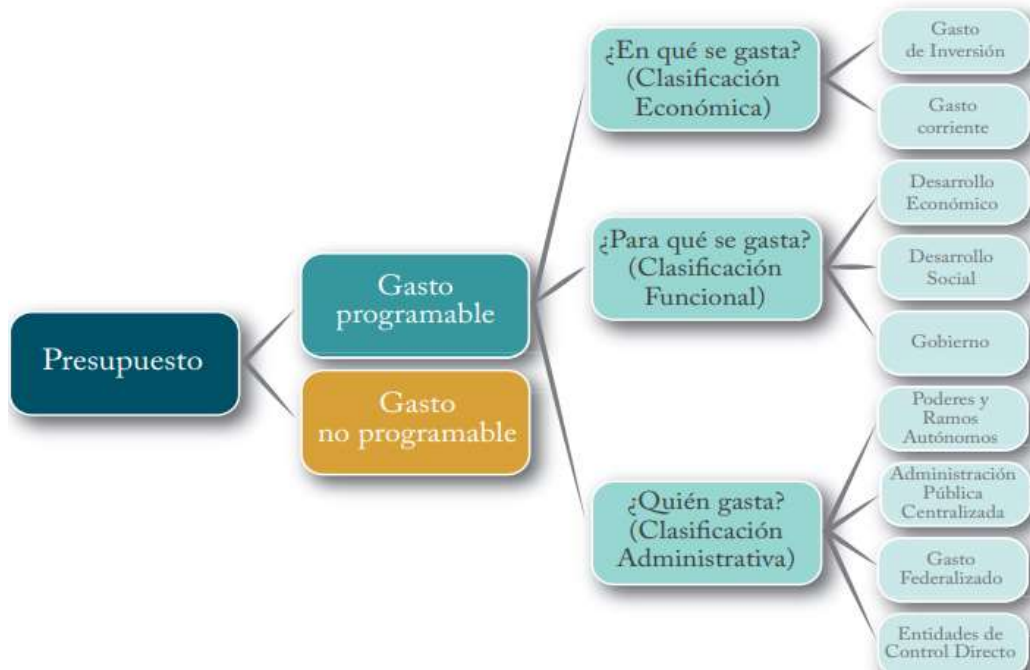 Presupuesto
Gasto
programable
Gasto
no programable
¿En qué se gasta?
(Clasificación
Económica)
Gasto
de Inversión
Gasto
corriente
¿Para qué se gasta?
(Clasificación
Funcional)
Desarrollo
Económico
Desarrollo
Social
Gobierno
¿Quién gasta?
(Clasificación
Administrativa)
Poderes y
Ramos
Autónomos
Administración
Pública
Centralizada
Gasto
Federalizado
Entidades de
Control Directo